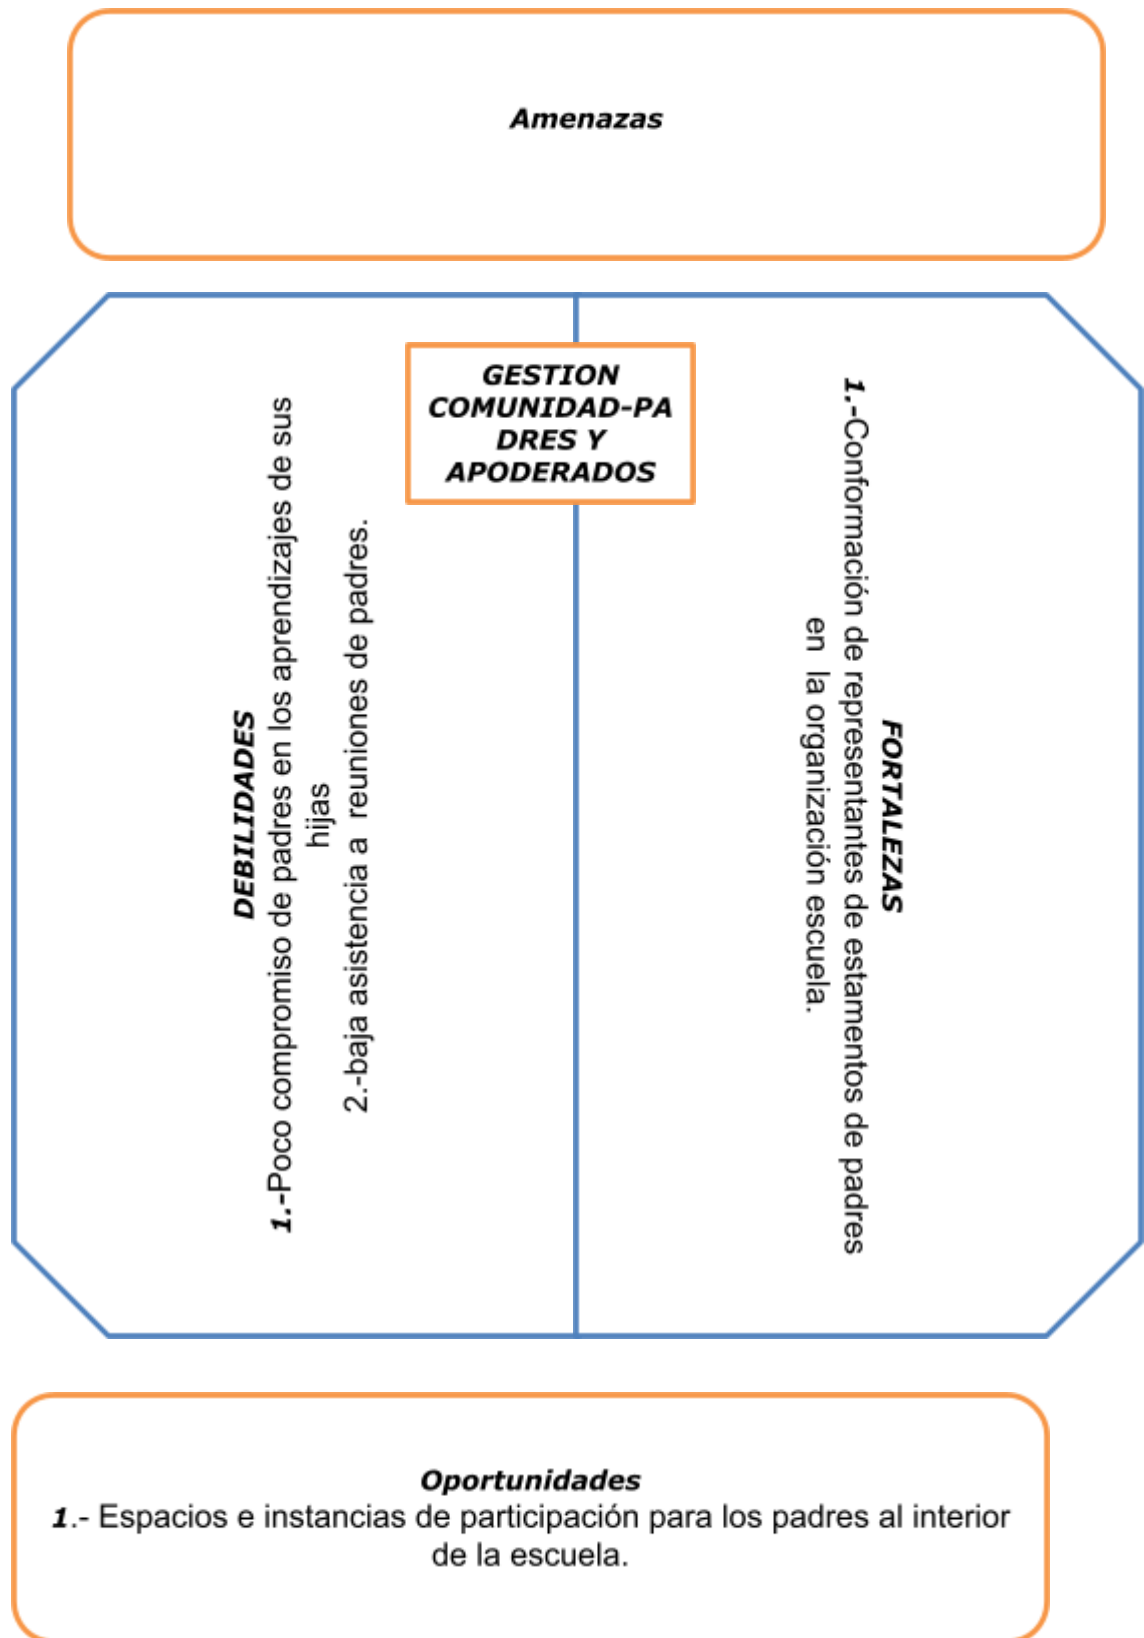 Amenazas
GESTION
COMUNIDAD-PA
DRES Y
APODERADOS
DEBILIDADES
1.-Poco compromiso de padres en los aprendizajes de sus
hijas
2.-baja asistencia a reuniones de padres.
FORTALEZAS
1.-Conformación de representantes de estamentos de padres
en la organización escuela.
Oportunidades
1.- Espacios e instancias de participación para los padres al interior
de la escuela.